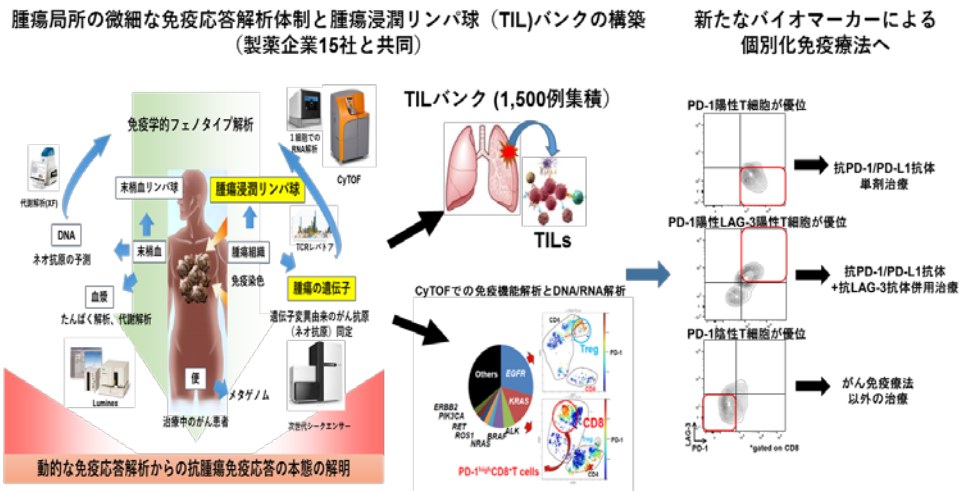 腫瘍局所の微細な免疫応答解析体制と腫瘍浸潤リンパ球（TIL)バンクの構築
（製薬企業15社と共同）
新たなバイオマーカーによる
個別化免疫療法へ
免疫学的フェノタイプ解析
1細胞での
RNA解析
CyTOF
代謝解析(XF)
末梢血リンパ球
腫瘍浸潤リンパ球
TCRレパトア
DNA
ネオ抗原の予測
末梢血
腫瘍組織
免疫染色
血漿
たんぱく解析、代謝解析
腫瘍の遺伝子
遺伝子変異由来のがん抗原
（ネオ抗原）同定
Luminex
便
メタゲノム
治療中のがん患者
次世代シークエンサー
動的な免疫応答解析からの抗腫瘍免疫応答の本態の解明
TILバンク (1,500例集積）
TILs
CyTOFでの免疫機能解析とDNA/RNA解析
Others
EGFR
KRAS
ALK
BRAF
NRAS
ROS1
RET
PIK3CA
ERBB2
CD4
Treg
CD8
PD-1
CD8
Treg
CD4
PD-1
PD-1highCD8+T cells
PD-1陽性T細胞が優位
抗PD-1/PD-L1抗体
単剤治療
PD-1陽性LAG-3陽性T細胞が優位
抗PD-1/PD-L1抗体
+抗LAG-3抗体併用治療
PD-1陰性T細胞が優位
がん免疫療法
以外の治療
LAG-3
PD-1
*gated on CD8